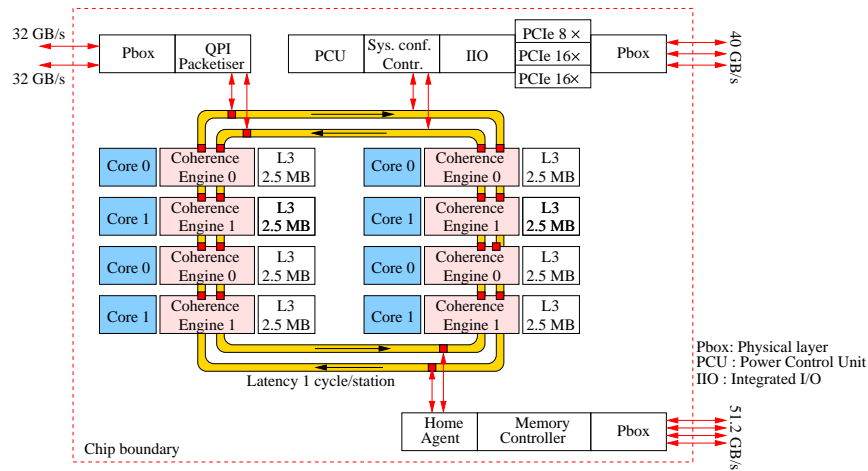 32 GB/s
32 GB/s
Pbox
QPI
Packetiser
PCU
Sys. conf.
Contr.
IIO
PCIe 8 ×
PCIe 16×
PCIe 16×
Pbox
40 GB/s
Core 0
Coherence
Engine 0
L3
2.5 MB
Core 0
Coherence
Engine 0
L3
2.5 MB
Core 1
Coherence
Engine 1
L3
2.5 MB
Core 1
Coherence
Engine 1
L3
2.5 MB
Core 0
Coherence
Engine 0
L3
2.5 MB
Core 0
Coherence
Engine 0
L3
2.5 MB
Core 1
Coherence
Engine 1
L3
2.5 MB
Core 1
Coherence
Engine 1
L3
2.5 MB
Latency 1 cycle/station
Pbox: Physical layer
PCU : Power Control Unit
IIO : Integrated I/O
Home
Agent
Memory
Controller
Pbox
51.2 GB/s
Chip boundary